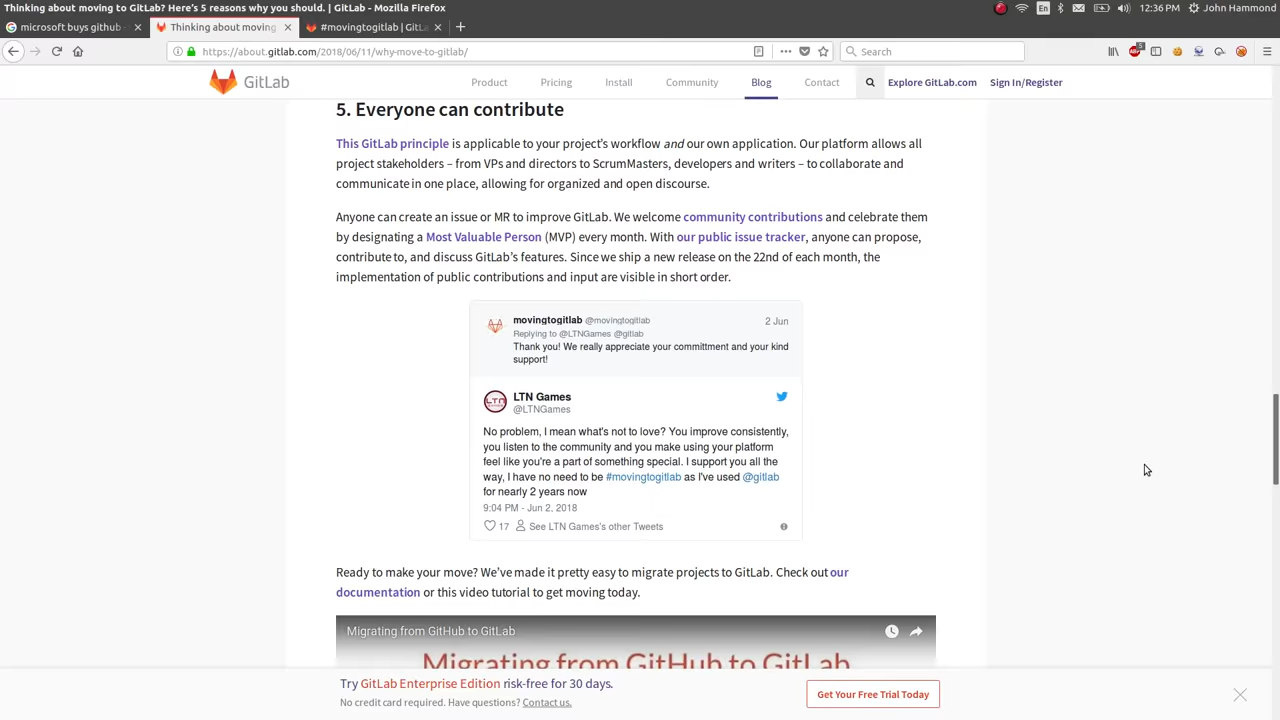 Thinking about moving to GitLab? Here's 5 reasons why you should. | GitLab - Mozilla Firefox
En
12:36 PM
John Hammond
microsoft buys github
Thinking about moving
#movingtogitlab | GitL
https://about.gitlab.com/2018/06/11/why-move-to-gitlab/
Search
GitLab
Product
Pricing
Install
Community
Blog
Contact
Explore GitLab.com
Sign In/Register
5. Everyone can contribute
This GitLab principle is applicable to your project's workflow and our own application. Our platform allows all
project stakeholders – from VPs and directors to ScrumMasters, developers and writers – to collaborate and
communicate in one place, allowing for organized and open discourse.
Anyone can create an issue or MR to improve GitLab. We welcome community contributions and celebrate them
by designating a Most Valuable Person (MVP) every month. With our public issue tracker, anyone can propose,
contribute to, and discuss GitLab's features. Since we ship a new release on the 22nd of each month, the
implementation of public contributions and input are visible in short order.
movingtogitlab @movingtogitlab
2 Jun
Replying to @LTNGames @gitlab
Thank you! We really appreciate your committment and your kind
support!
LTN
LTN Games
@LTNGames
No problem, I mean what's not to love? You improve consistently,
you listen to the community and you make using your platform
feel like you're a part of something special. I support you all the
way, I have no need to be #movingtogitlab as I've used @gitlab
for nearly 2 years now
9:04 PM - Jun 2, 2018
17
See LTN Games's other Tweets
Ready to make your move? We've made it pretty easy to migrate projects to GitLab. Check out our
documentation or this video tutorial to get moving today.
Migrating from GitHub to GitLab
Migrating from GitHub to GitLab
Try GitLab Enterprise Edition risk-free for 30 days.
No credit card required. Have questions? Contact us.
Get Your Free Trial Today